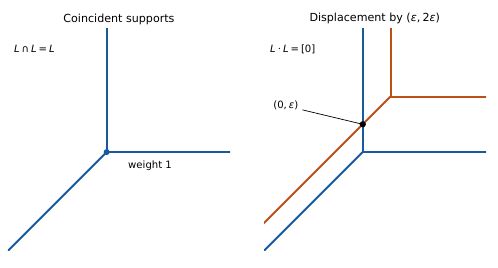 Coincident supports
L ∩ L = L
weight 1
Displacement by (ε, 2ε)
L · L = [0]
(0, ε)